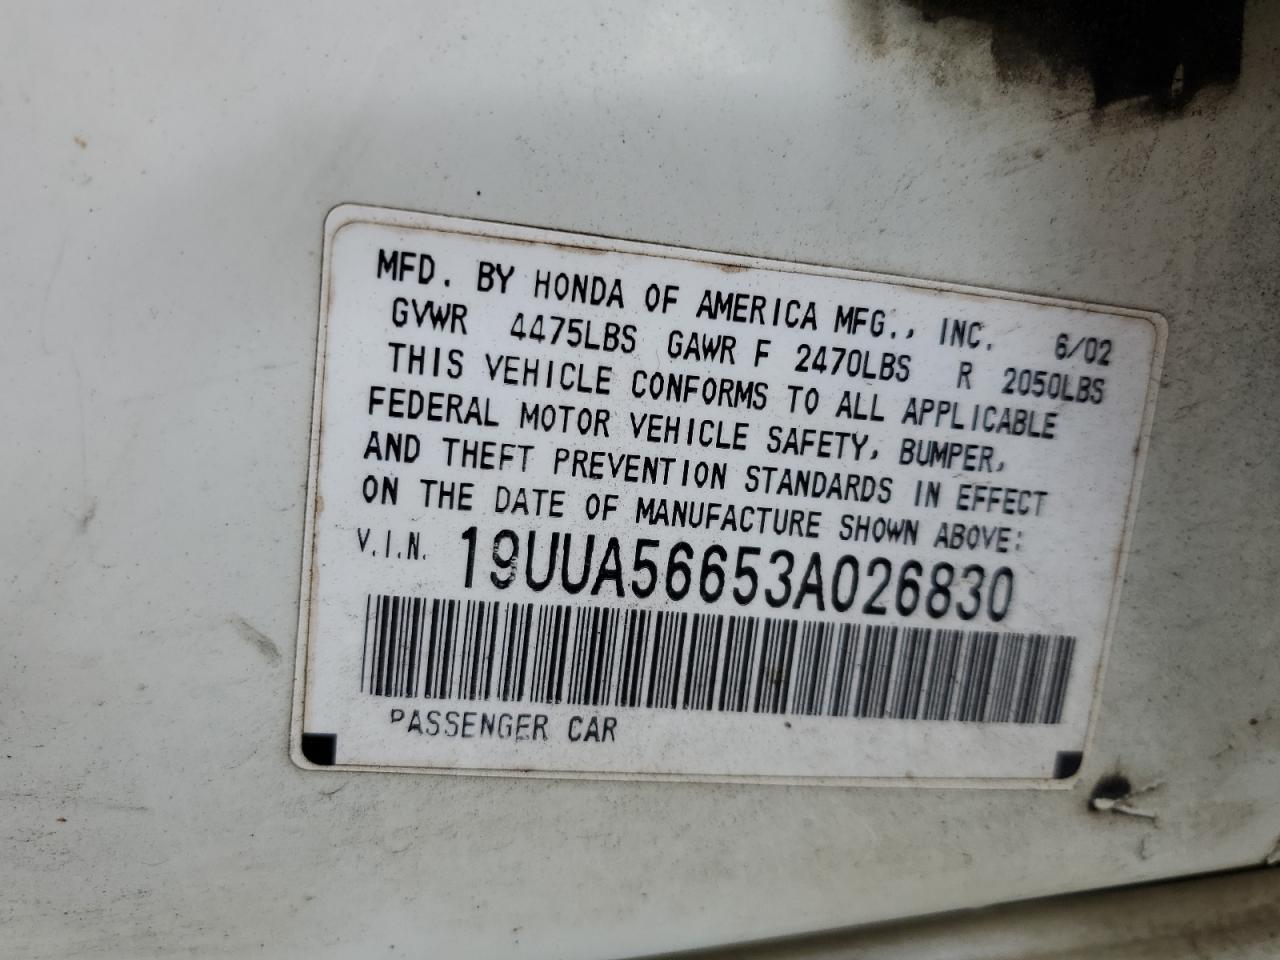 MFD. BY HONDA OF AMERICA MFG., INC. 6/02
GVWR 4475LBS GAWR F 2470LBS R 2050LBS
THIS VEHICLE CONFORMS TO ALL APPLICABLE
FEDERAL MOTOR VEHICLE SAFETY, BUMPER,
AND THEFT PREVENTION STANDARDS IN EFFECT
ON THE DATE OF MANUFACTURE SHOWN ABOVE:
V.I.N. 19UUA56653A026830
PASSENGER CAR